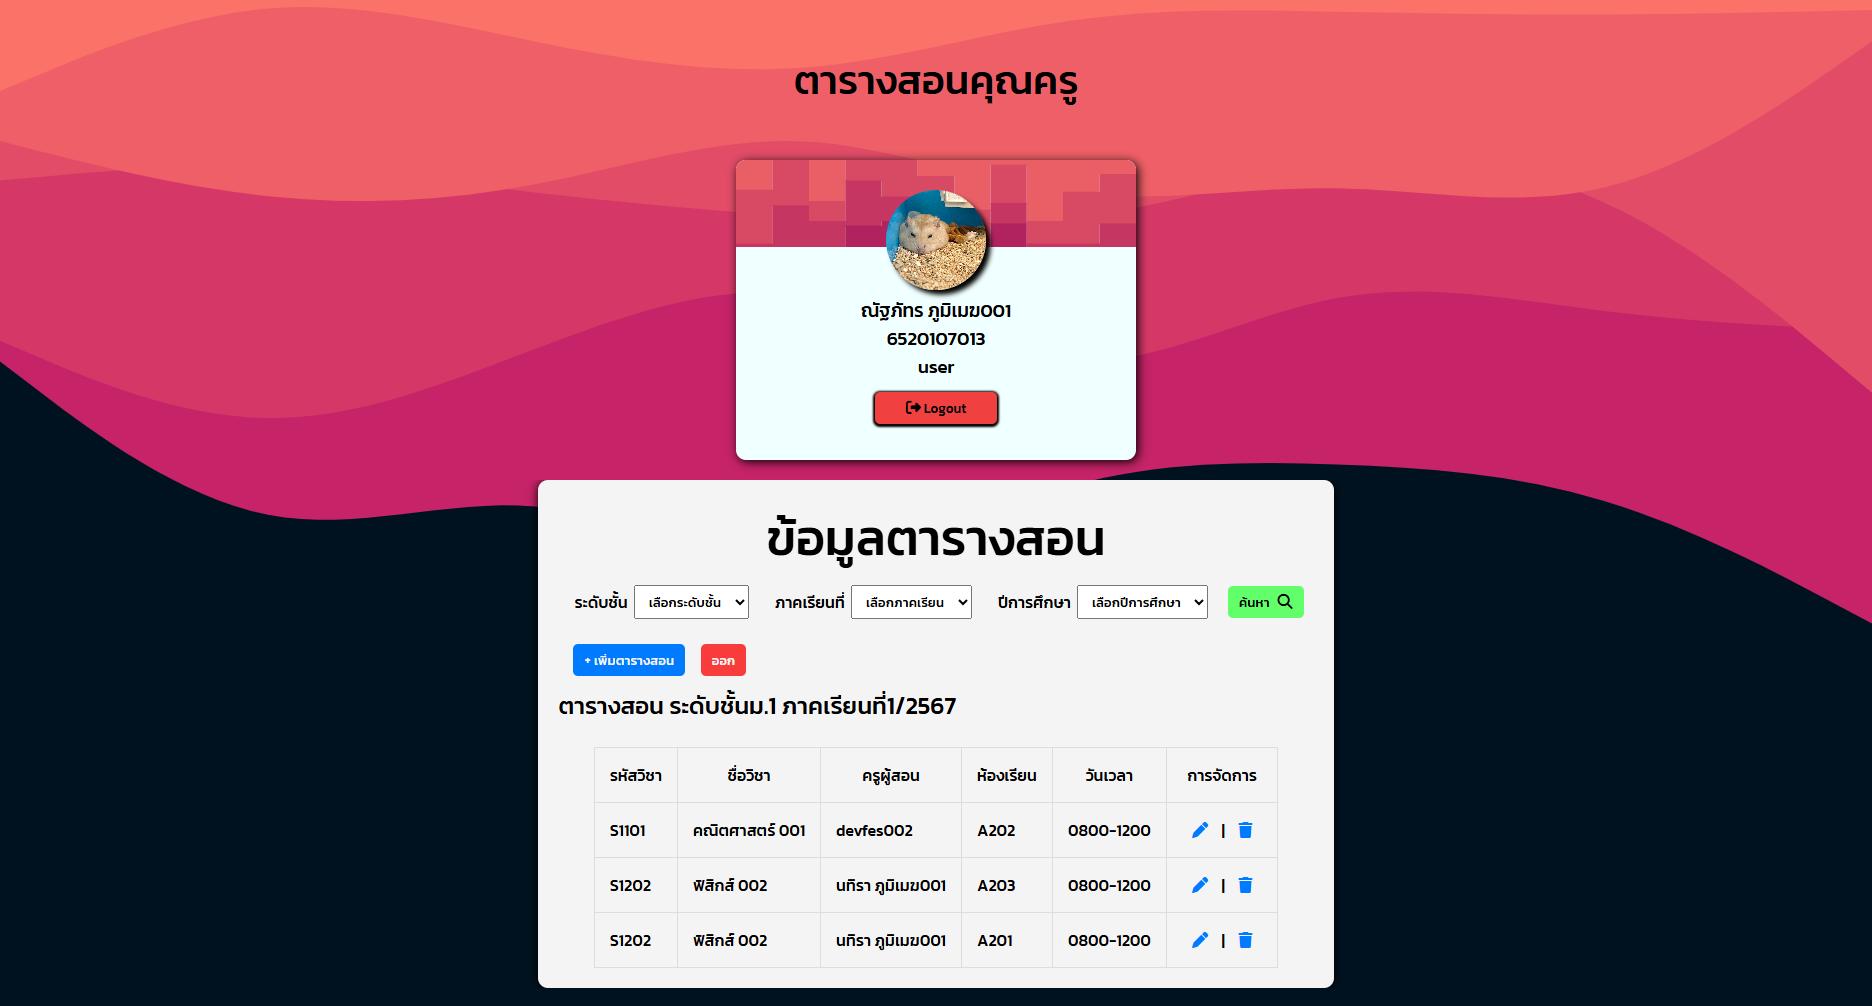 ตารางสอนคุณครู
ณัฐภัทร ภูมิเมฆ001
6520107013
user
Logout
ข้อมูลตารางสอน
ระดับชั้น เลือกระดับชั้น ภาคเรียนที่ เลือกภาคเรียน ปีการศึกษา เลือกปีการศึกษา ค้นหา
+ เพิ่มตารางสอน ออก
ตารางสอน ระดับชั้นม.1 ภาคเรียนที่1/2567
รหัสวิชา ชื่อวิชา ครูผู้สอน ห้องเรียน วันเวลา การจัดการ
S1101 คณิตศาสตร์ 001 devfes002 A202 0800-1200 |
S1202 ฟิสิกส์ 002 นทิรา ภูมิเมฆ001 A203 0800-1200 |
S1202 ฟิสิกส์ 002 นทิรา ภูมิเมฆ001 A201 0800-1200 |